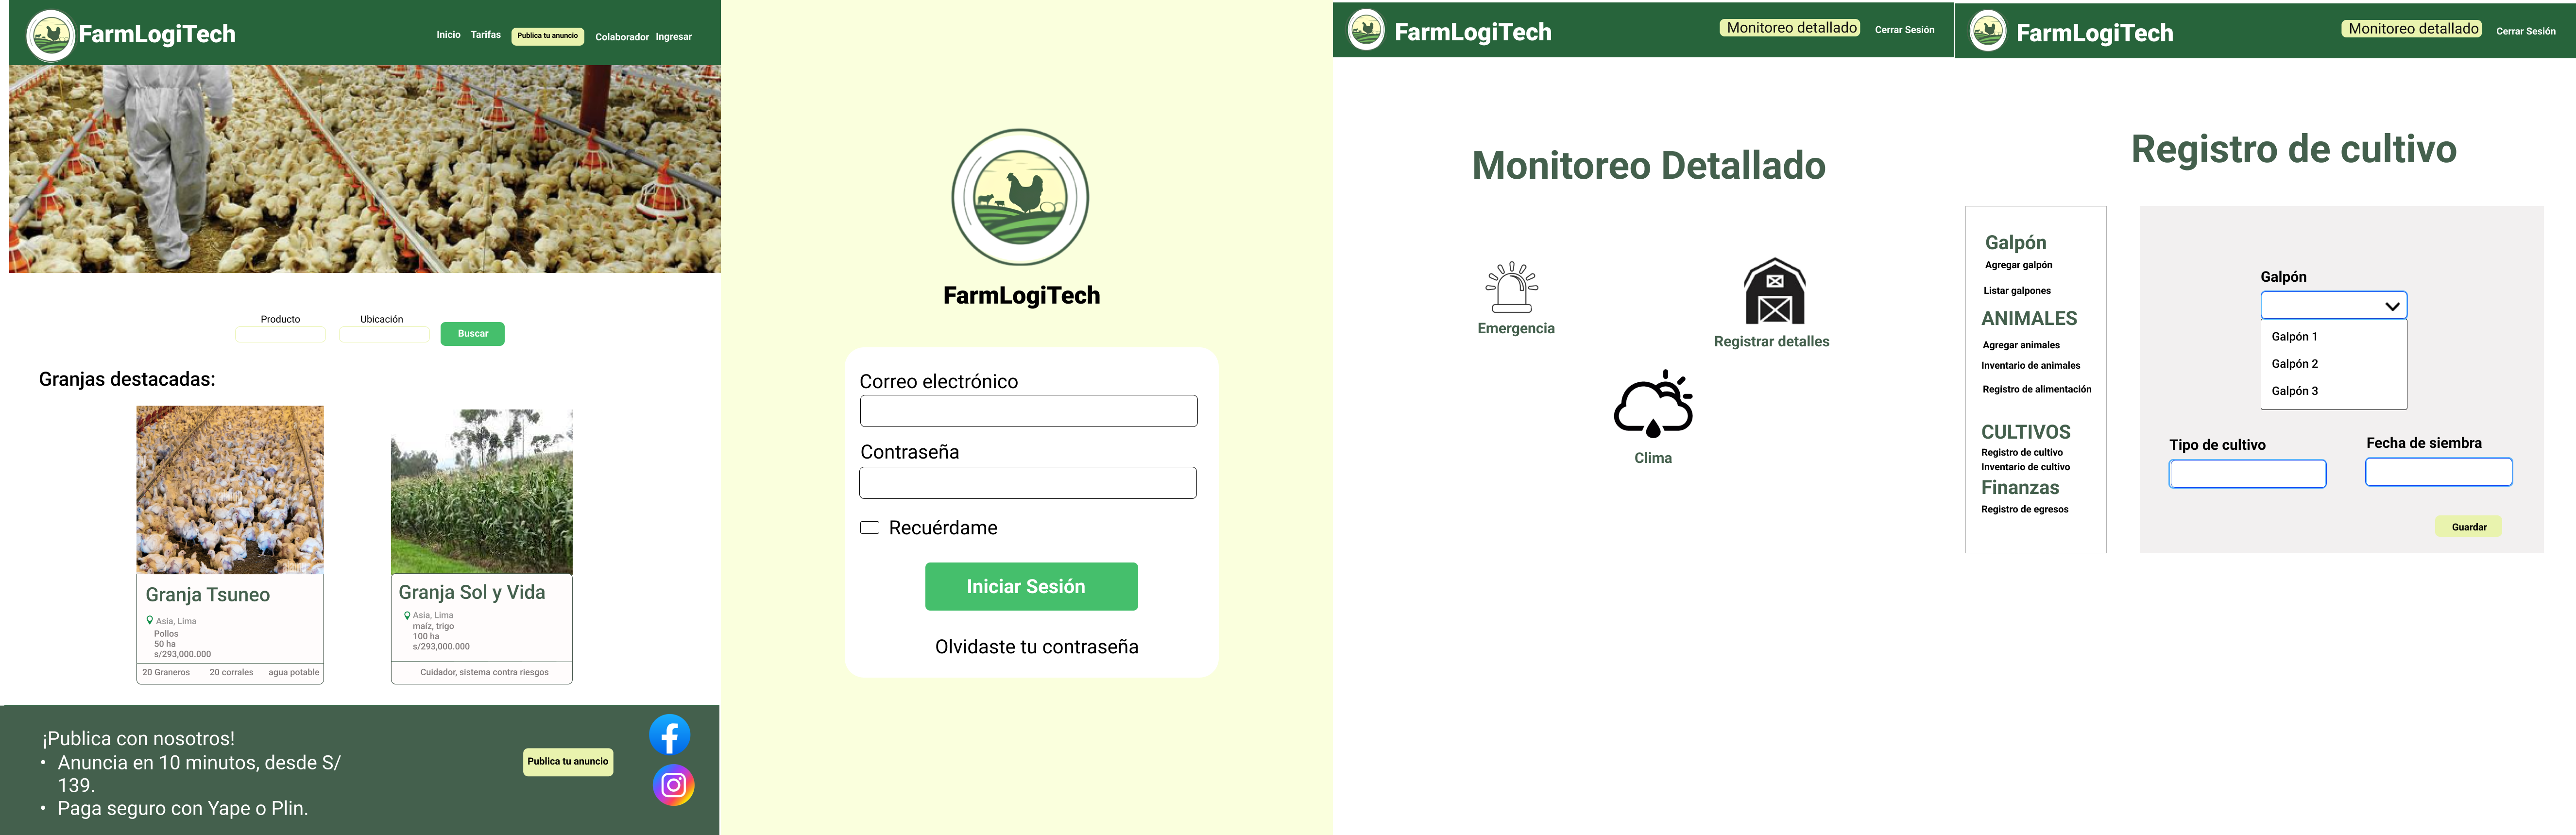 FarmLogiTech
Inicio Tarifas Publica tu anuncio Colaborador Ingresar
Producto Ubicación
Buscar
Granjas destacadas:
Granja Tsuneo
Asia, Lima
Pollos
50 ha
s/293,000.000
20 Graneros 20 corrales agua potable
Granja Sol y Vida
Asia, Lima
maíz, trigo
100 ha
s/293,000.000
Cuidador, sistema contra riesgos
¡Publica con nosotros!
• Anuncia en 10 minutos, desde S/
139.
• Paga seguro con Yape o Plin.
Publica tu anuncio
FarmLogiTech
Correo electrónico
Contraseña
Recuérdame
Iniciar Sesión
Olvidaste tu contraseña
FarmLogiTech
Monitoreo detallado Cerrar Sesión
Monitoreo Detallado
Emergencia
Registrar detalles
Clima
FarmLogiTech
Monitoreo detallado Cerrar Sesión
Registro de cultivo
Galpón
Agregar galpón
Listar galpones
ANIMALES
Agregar animales
Inventario de animales
Registro de alimentación
CULTIVOS
Registro de cultivo
Inventario de cultivo
Finanzas
Registro de egresos
Galpón
Galpón 1
Galpón 2
Galpón 3
Tipo de cultivo
Fecha de siembra
Guardar